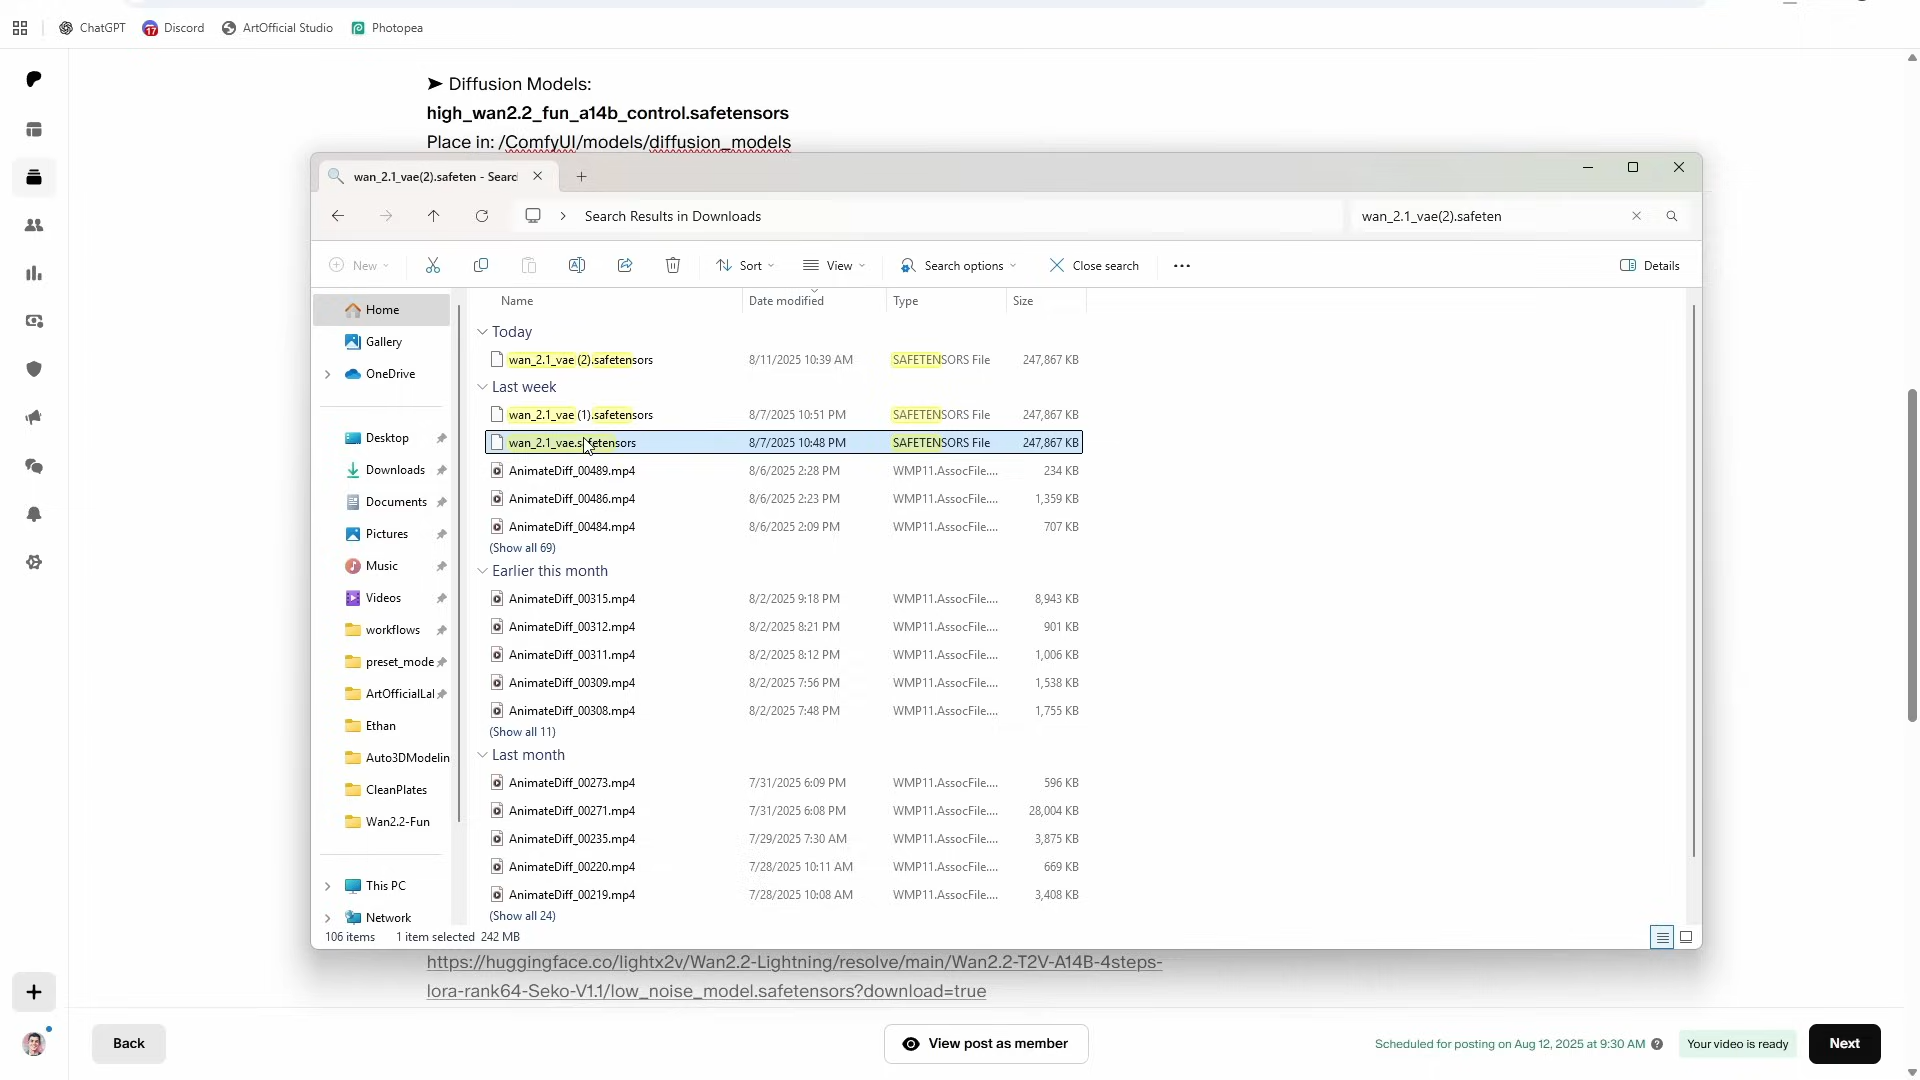 ChatGPT
17
Discord
ArtOfficial Studio
Photopea
➤ Diffusion Models:
high_wan2.2_fun_a14b_control.safetensors
Place in: /ComfyUI/models/diffusion_models
wan_2.1_vae(2).safeten - Searc
Search Results in Downloads
wan_2.1_vae(2).safeten
New
Sort
View
Search options
Close search
Details
Home
Gallery
OneDrive
Desktop
Downloads
Documents
Pictures
Music
Videos
workflows
preset_mode
ArtOfficialLal
Ethan
Auto3DModelin
CleanPlates
Wan2.2-Fun
This PC
Network
Name Date modified Type Size
Today
wan_2.1_vae (2).safetensors 8/11/2025 10:39 AM SAFETENSORS File 247,867 KB
Last week
wan_2.1_vae (1).safetensors 8/7/2025 10:51 PM SAFETENSORS File 247,867 KB
wan_2.1_vae.safetensors 8/7/2025 10:48 PM SAFETENSORS File 247,867 KB
AnimateDiff_00489.mp4 8/6/2025 2:28 PM WMP11.AssocFile.... 234 KB
AnimateDiff_00486.mp4 8/6/2025 2:23 PM WMP11.AssocFile.... 1,359 KB
AnimateDiff_00484.mp4 8/6/2025 2:09 PM WMP11.AssocFile.... 707 KB
(Show all 69)
Earlier this month
AnimateDiff_00315.mp4 8/2/2025 9:18 PM WMP11.AssocFile.... 8,943 KB
AnimateDiff_00312.mp4 8/2/2025 8:21 PM WMP11.AssocFile.... 901 KB
AnimateDiff_00311.mp4 8/2/2025 8:12 PM WMP11.AssocFile.... 1,006 KB
AnimateDiff_00309.mp4 8/2/2025 7:56 PM WMP11.AssocFile.... 1,538 KB
AnimateDiff_00308.mp4 8/2/2025 7:48 PM WMP11.AssocFile.... 1,755 KB
(Show all 11)
Last month
AnimateDiff_00273.mp4 7/31/2025 6:09 PM WMP11.AssocFile.... 596 KB
AnimateDiff_00271.mp4 7/31/2025 6:08 PM WMP11.AssocFile.... 28,004 KB
AnimateDiff_00235.mp4 7/29/2025 7:30 AM WMP11.AssocFile.... 3,875 KB
AnimateDiff_00220.mp4 7/28/2025 10:11 AM WMP11.AssocFile.... 669 KB
AnimateDiff_00219.mp4 7/28/2025 10:08 AM WMP11.AssocFile.... 3,408 KB
(Show all 24)
106 items 1 item selected 242 MB
https://huggingface.co/lightx2v/Wan2.2-Lightning/resolve/main/Wan2.2-T2V-A14B-4steps-
lora-rank64-Seko-V1.1/low_noise_model.safetensors?download=true
Back
View post as member
Scheduled for posting on Aug 12, 2025 at 9:30 AM
Your video is ready
Next